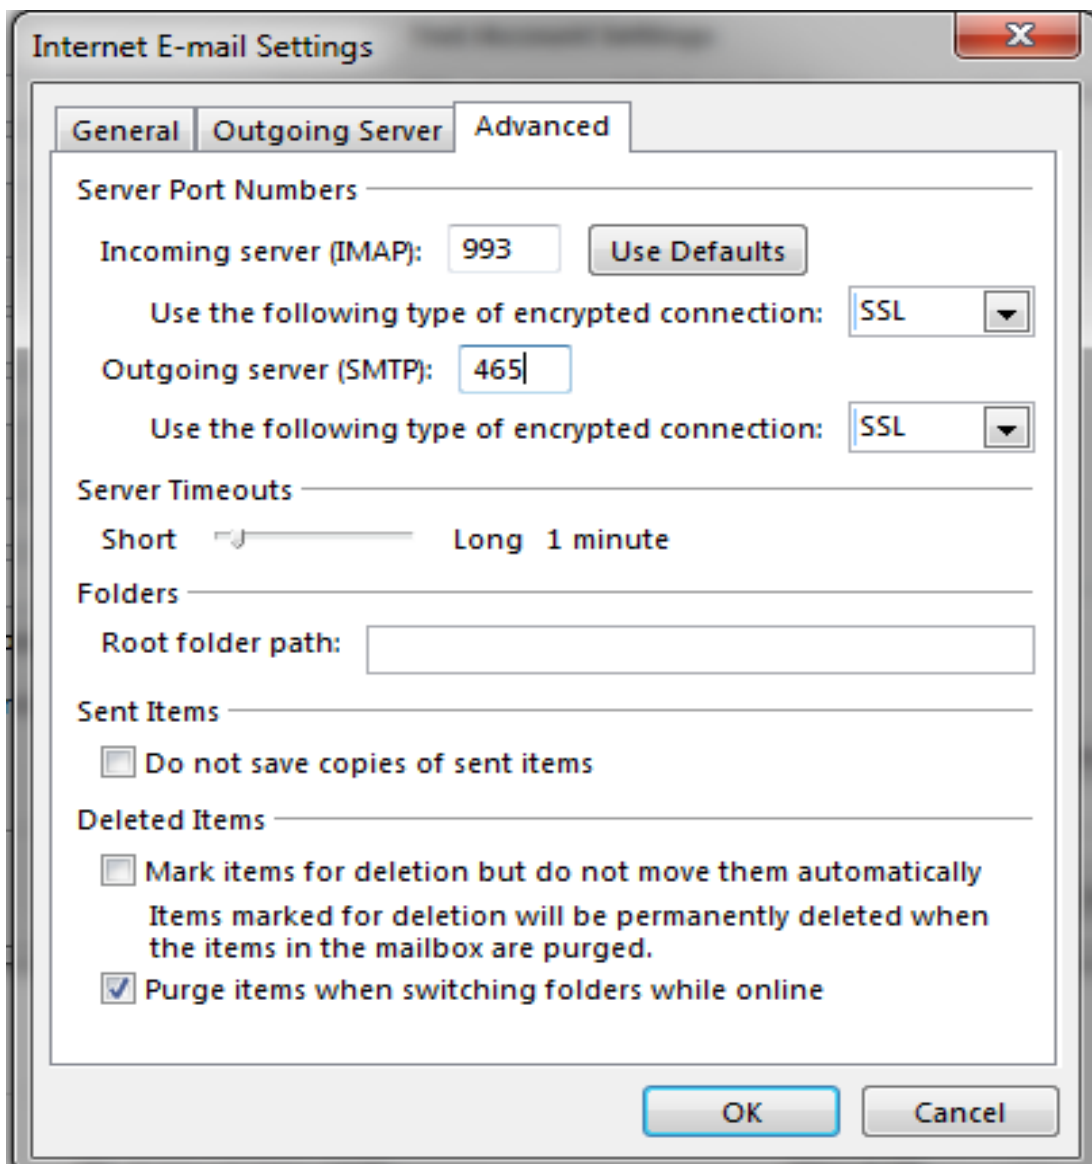 Internet E-mail Settings
General Outgoing Server Advanced
Server Port Numbers
Incoming server (IMAP): 993 Use Defaults
Use the following type of encrypted connection: SSL
Outgoing server (SMTP): 465
Use the following type of encrypted connection: SSL
Server Timeouts
Short Long 1 minute
Folders
Root folder path:
Sent Items
Do not save copies of sent items
Deleted Items
Mark items for deletion but do not move them automatically
Items marked for deletion will be permanently deleted when
the items in the mailbox are purged.
Purge items when switching folders while online
OK Cancel